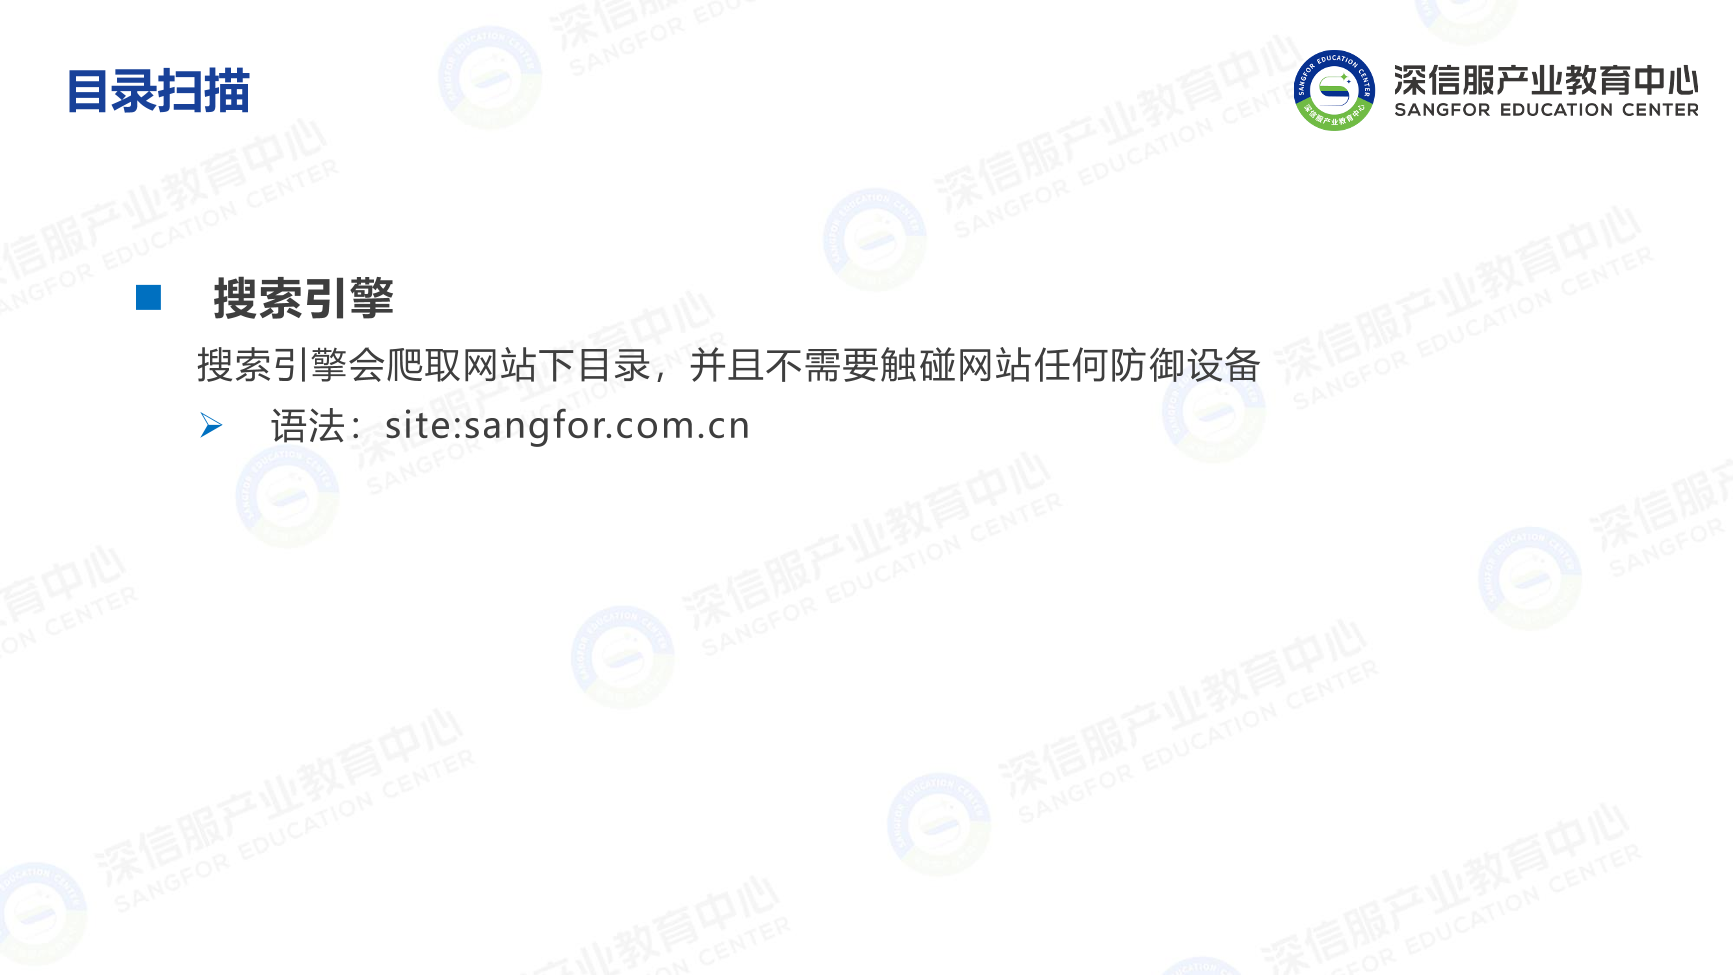 目录扫描
深信服产业教育中心
SANGFOR EDUCATION CENTER
搜索引擎
搜索引擎会爬取网站下目录，并且不需要触碰网站任何防御设备
语法：site:sangfor.com.cn